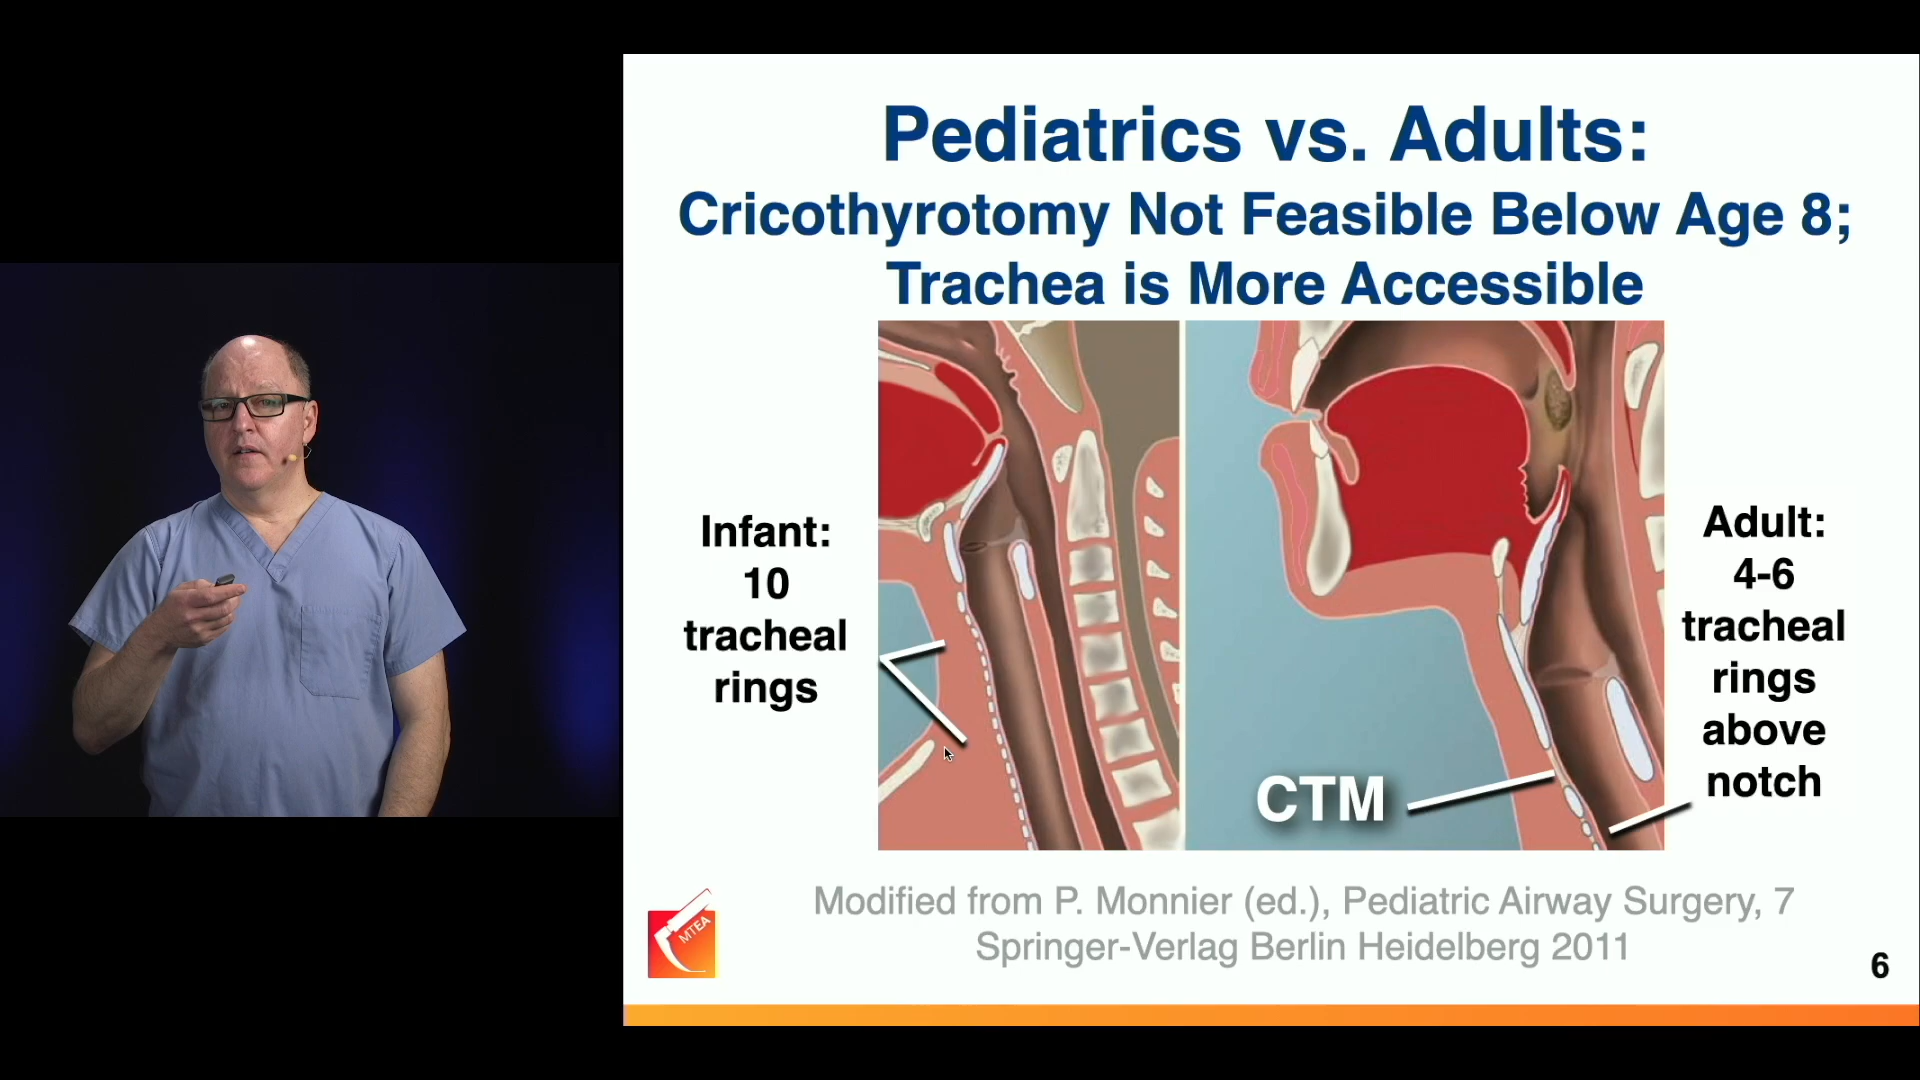 Pediatrics vs. Adults:
Cricothyrotomy Not Feasible Below Age 8;
Trachea is More Accessible
Infant:
10
tracheal
rings
CTM
Adult:
4-6
tracheal
rings
above
notch
Modified from P. Monnier (ed.), Pediatric Airway Surgery, 7
Springer-Verlag Berlin Heidelberg 2011
MTEA
6